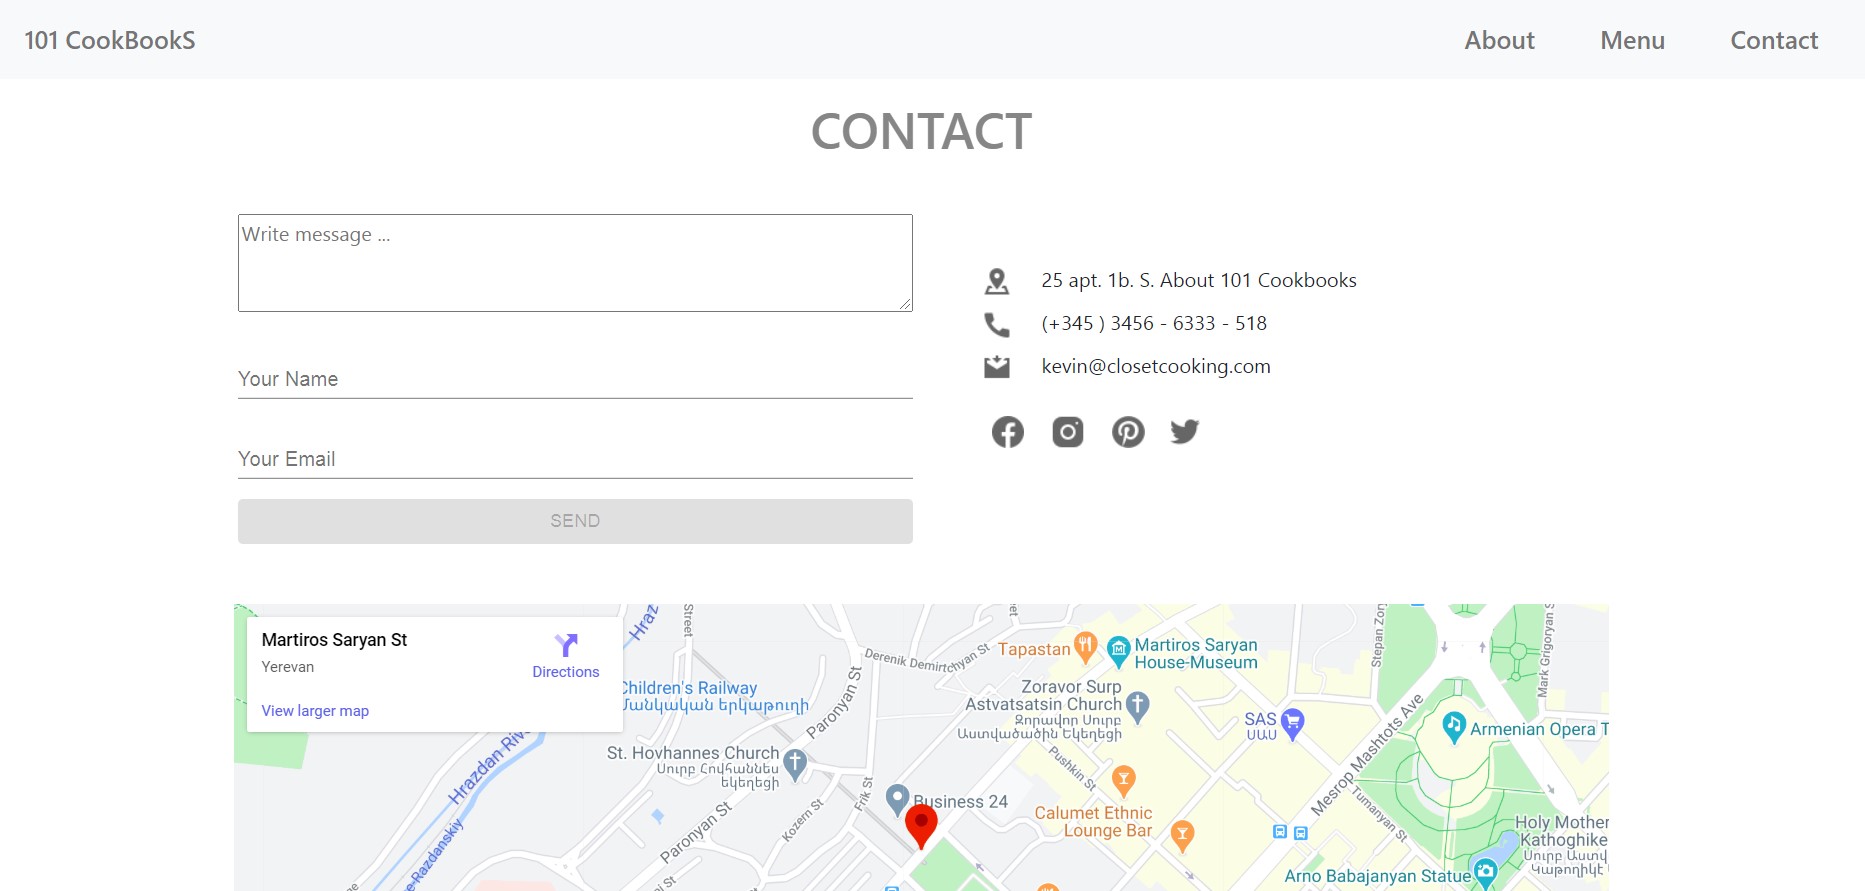 101 CookBookS
About
Menu
Contact
CONTACT
Write message ...
Your Name
Your Email
SEND
25 apt. 1b. S. About 101 Cookbooks
(+345 ) 3456 - 6333 - 518
kevin@closetcooking.com
Martiros Saryan St
Yerevan
Directions
View larger map
Hraz
Street
Derenik Demirtchyan St
Tapastan
Martiros Saryan
House-Museum
Stepan Zor
Mark Grigoryan S
Children's Railway
Մանկական երկաթուղի
Paronyan St
Zoravor Surp
Astvatsatsin Church
Զորավոր Սուրբ
Աստվածածին Եկեղեցի
SAS
ՍԱՍ
Mesrop Mashtots Ave
Armenian Opera T
Hrazdan Rive
St. Hovhannes Church
Սուրբ Հովհաննես
եկեղեցի
Pushkin St
Frik St
Business 24
Calumet Ethnic
Lounge Bar
Tumanyan St
Kozern St
Paronyan St
Holy Mother
Kathoghike
Սուրբ Աստվ
Կաթողիկե
Arno Babajanyan Statue
e-Razdanskiy
St